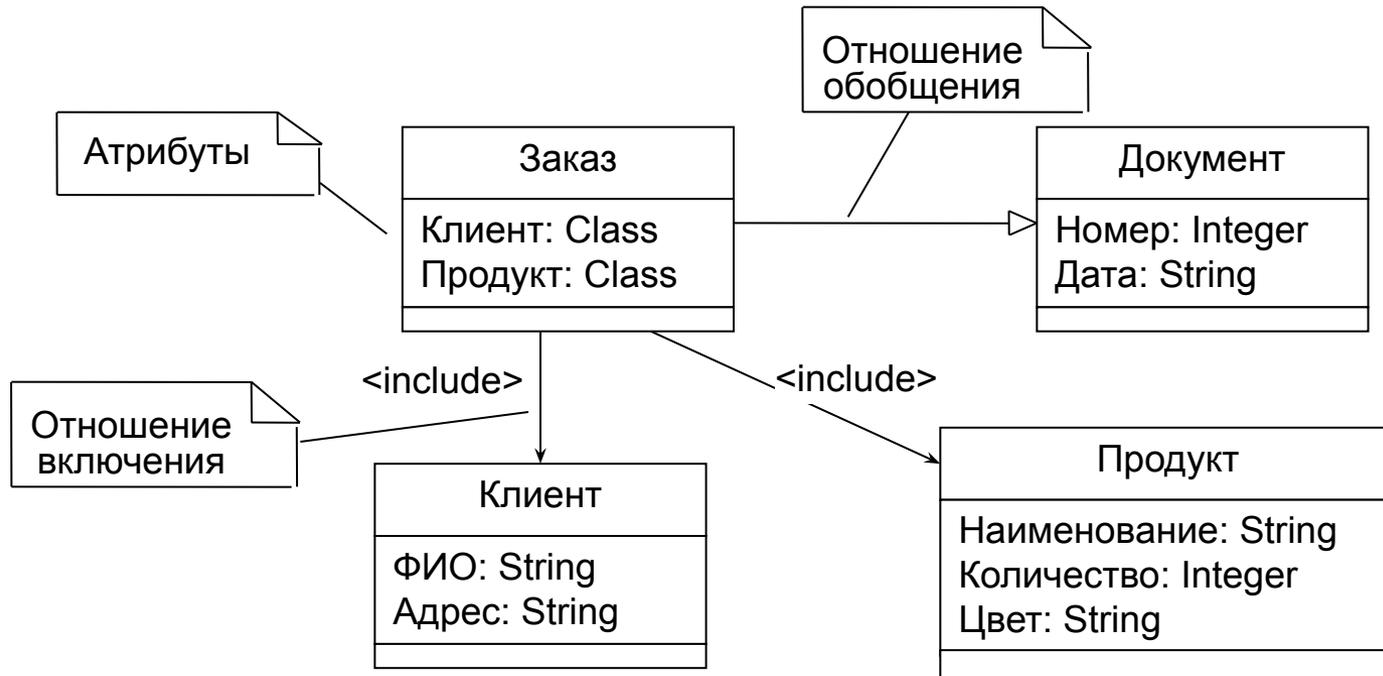 Отношение
обобщения
Атрибуты
Заказ
Клиент: Class
Продукт: Class
Документ
Номер: Integer
Дата: String
<include>
<include>
Отношение
включения
Клиент
ФИО: String
Адрес: String
Продукт
Наименование: String
Количество: Integer
Цвет: String